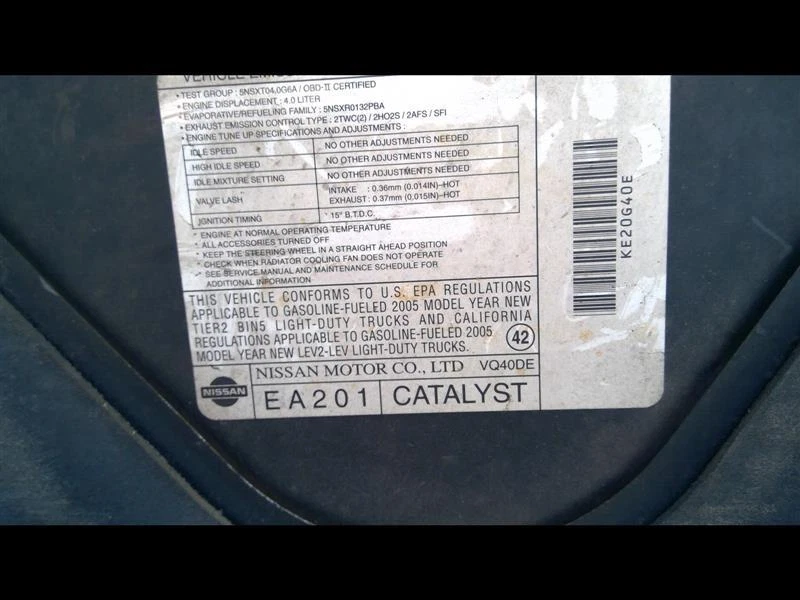 VEHICLE EMISS
• TEST GROUP : 5NSXT04.0G6A / OBD-II CERTIFIED
• ENGINE DISPLACEMENT : 4.0 LITER
• EVAPORATIVE/REFUELING FAMILY : 5NSXR0132PBA
• EXHAUST EMISSION CONTROL TYPE : 2TWC(2) / 2HO2S / 2AFS / SFI
• ENGINE TUNE UP SPECIFICATIONS AND ADJUSTMENTS :
IDLE SPEED NO OTHER ADJUSTMENTS NEEDED
HIGH IDLE SPEED NO OTHER ADJUSTMENTS NEEDED
IDLE MIXTURE SETTING NO OTHER ADJUSTMENTS NEEDED
VALVE LASH INTAKE : 0.36mm (0.014IN)-HOT
EXHAUST : 0.37mm (0.015IN)-HOT
IGNITION TIMING 15° B.T.D.C.
* ENGINE AT NORMAL OPERATING TEMPERATURE
* ALL ACCESSORIES TURNED OFF
* KEEP THE STEERING WHEEL IN A STRAIGHT AHEAD POSITION
* CHECK WHEN RADIATOR COOLING FAN DOES NOT OPERATE
* SEE SERVICE MANUAL AND MAINTENANCE SCHEDULE FOR
ADDITIONAL INFORMATION
THIS VEHICLE CONFORMS TO U.S. EPA REGULATIONS
APPLICABLE TO GASOLINE-FUELED 2005 MODEL YEAR NEW
TIER2 BIN5 LIGHT-DUTY TRUCKS AND CALIFORNIA
REGULATIONS APPLICABLE TO GASOLINE-FUELED 2005
MODEL YEAR NEW LEV2-LEV LIGHT-DUTY TRUCKS.
42
NISSAN MOTOR CO., LTD VQ40DE
NISSAN
EA201 CATALYST
KE20G40E